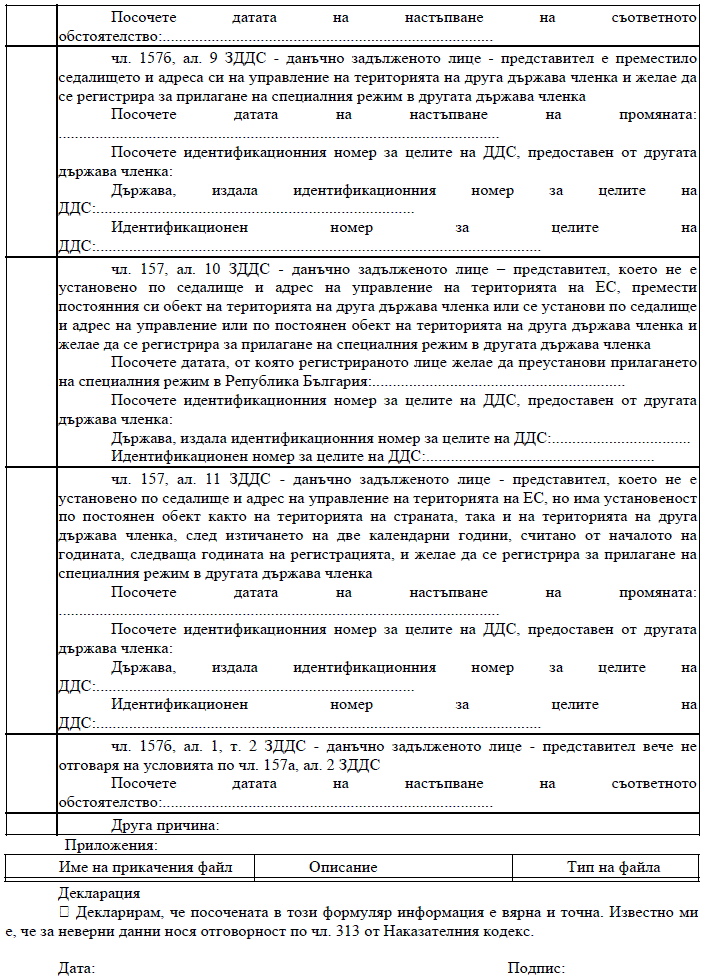 Посочете датата на настъпване на съответното
обстоятелство:................................................................................
чл. 157б, ал. 9 ЗДДС - данъчно задълженото лице - представител е преместило
седалището и адреса си на управление на територията на друга държава членка и желае да
се регистрира за прилагане на специалния режим в другата държава членка
Посочете датата на настъпване на промяната:
...........................................................................................................
Посочете идентификационния номер за целите на ДДС, предоставен от другата
държава членка:
Държава, издала идентификационния номер за целите на
ДДС:.............................................................................
Идентификационен номер за целите на
ДДС:............................................................................................................
чл. 157, ал. 10 ЗДДС - данъчно задълженото лице – представител, което не е
установено по седалище и адрес на управление на територията на ЕС, премести
постоянния си обект на територията на друга държава членка или се установи по седалище
и адрес на управление или по постоянен обект на територията на друга държава членка и
желае да се регистрира за прилагане на специалния режим в другата държава членка
Посочете датата, от която регистрираното лице желае да преустанови прилагането
на специалния режим в Република България:.............................................................
Посочете идентификационния номер за целите на ДДС, предоставен от другата
държава членка:
Държава, издала идентификационния номер за целите на ДДС:..................................
Идентификационен номер за целите на ДДС:.......................................................
чл. 157, ал. 11 ЗДДС - данъчно задълженото лице - представител, което не е
установено по седалище и адрес на управление на територията на ЕС, но има установеност
по постоянен обект както на територията на страната, така и на територията на друга
държава членка, след изтичането на две календарни години, считано от началото на
годината, следваща годината на регистрацията, и желае да се регистрира за прилагане на
специалния режим в другата държава членка
Посочете датата на настъпване на промяната:
...........................................................................................................
Посочете идентификационния номер за целите на ДДС, предоставен от другата
държава членка:
Държава, издала идентификационния номер за целите на
ДДС:.............................................................................
Идентификационен номер за целите на
ДДС:............................................................................................................
чл. 157б, ал. 1, т. 2 ЗДДС - данъчно задълженото лице - представител вече не
отговаря на условията по чл. 157а, ал. 2 ЗДДС
Посочете датата на настъпване на съответното
обстоятелство:................................................................................
Друга причина:
Приложения:
Име на прикачения файл Описание Тип на файла
Декларация
Декларирам, че посочената в този формуляр информация е вярна и точна. Известно ми
е, че за неверни данни нося отговорност по чл. 313 от Наказателния кодекс.
Дата: Подпис: